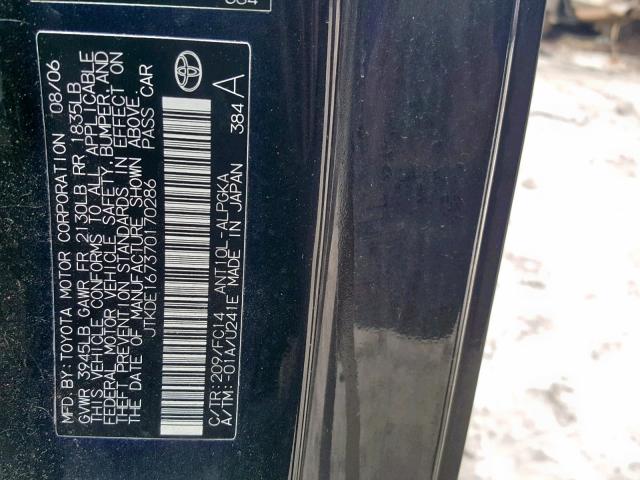 384
MFD. BY: TOYOTA MOTOR CORPORATION 08/06
GVWR 3945LB GAWR FR 2130LB RR 1835LB
THIS VEHICLE CONFORMS TO ALL APPLICABLE
FEDERAL MOTOR VEHICLE SAFETY, BUMPER, AND
THEFT PREVENTION STANDARDS IN EFFECT ON
THE DATE OF MANUFACTURE SHOWN ABOVE.
JTKDE167370170286 PASS CAR
C/TR: 209/FC14 ANT10L-ALPGKA
A/TM: -01A/U241E MADE IN JAPAN 384 A